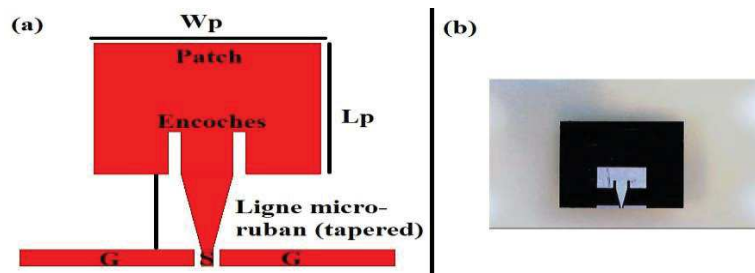 (a)
Wp
(b)
Patch
Encoches
Lp
Ligne micro-
ruban (tapered)
G
S
G